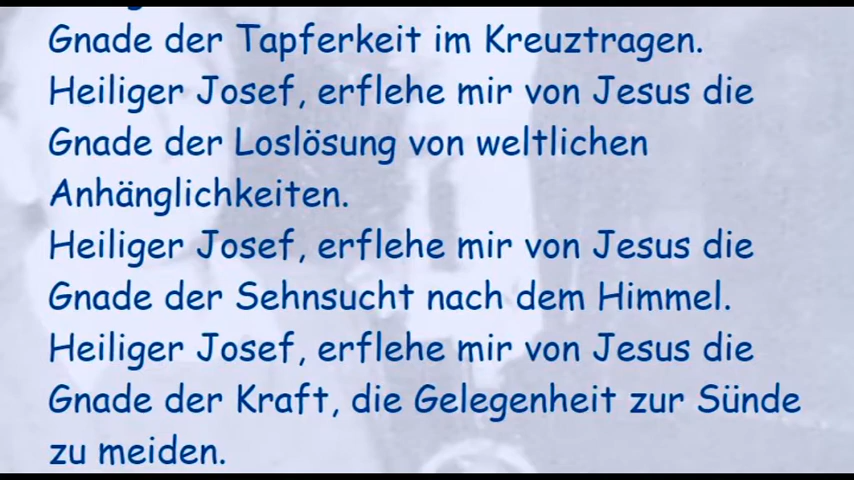 Gnade der Tapferkeit im Kreuztragen.
Heiliger Josef, erflehe mir von Jesus die
Gnade der Loslösung von weltlichen
Anhänglichkeiten.
Heiliger Josef, erflehe mir von Jesus die
Gnade der Sehnsucht nach dem Himmel.
Heiliger Josef, erflehe mir von Jesus die
Gnade der Kraft, die Gelegenheit zur Sünde
zu meiden.